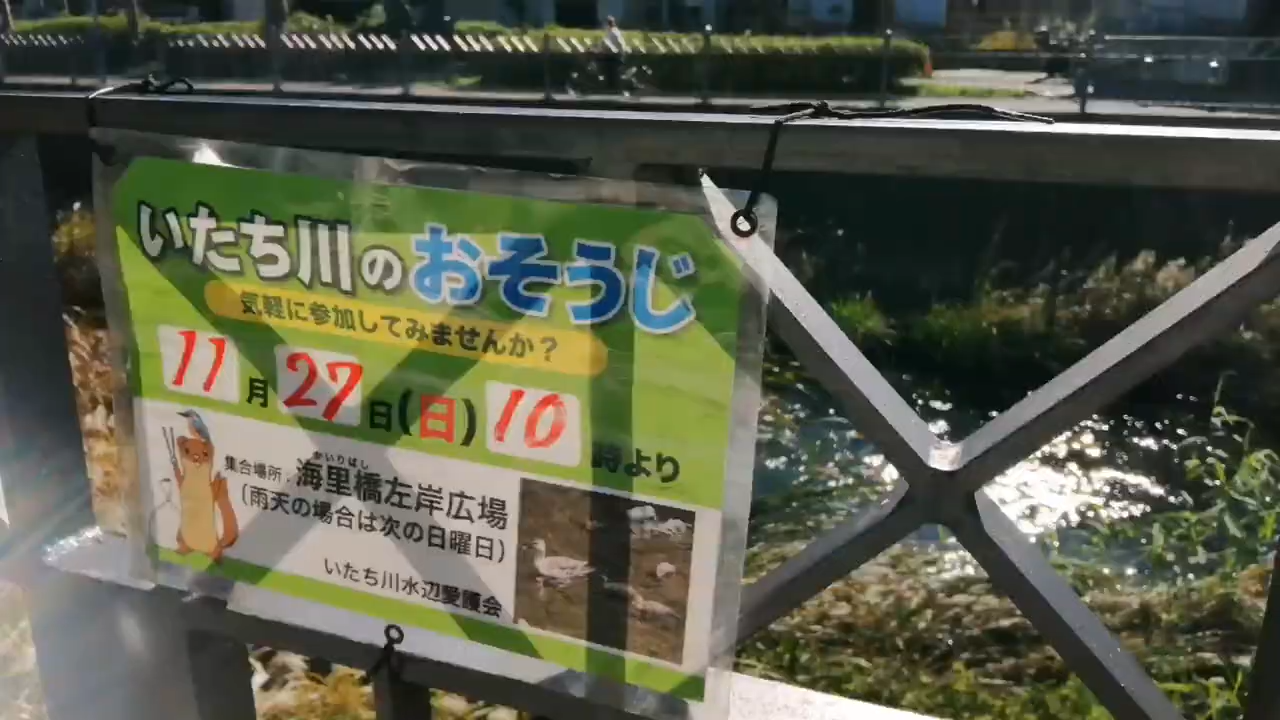 いたち川のおそうじ
気軽に参加してみませんか？
11月27日(日)10時より
かいりばし
集合場所：海里橋左岸広場
(雨天の場合は次の日曜日)
いたち川水辺愛護会